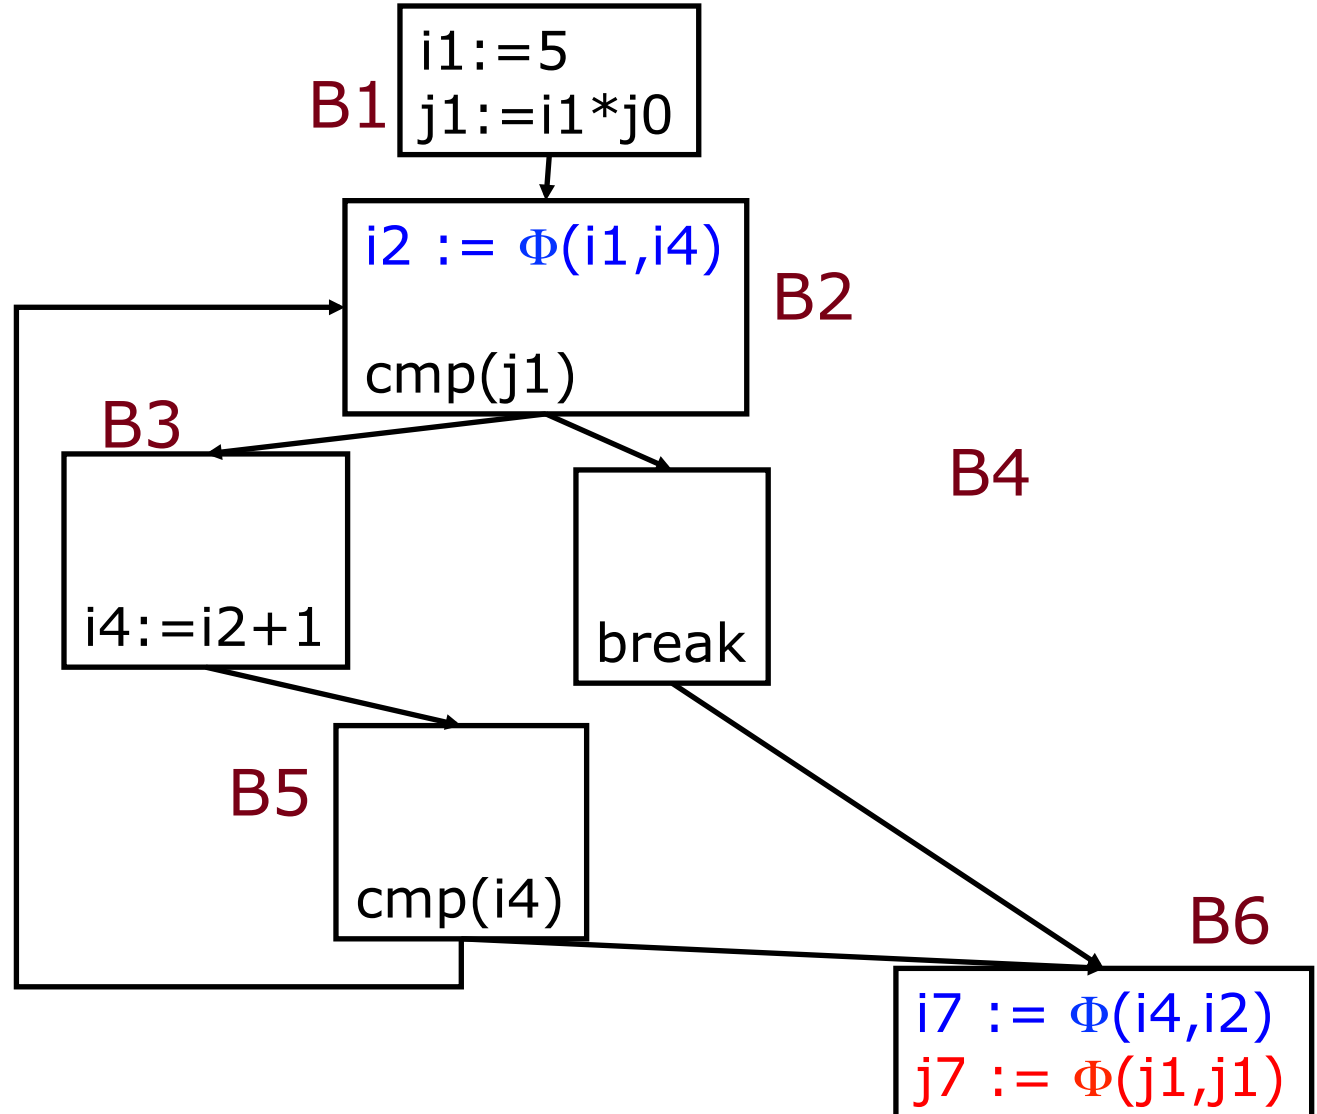 i1:=5
j1:=i1*j0
B1
i2 := Φ(i1,i4)
cmp(j1)
B2
B3
i4:=i2+1
B4
break
B5
cmp(i4)
B6
i7 := Φ(i4,i2)
j7 := Φ(j1,j1)